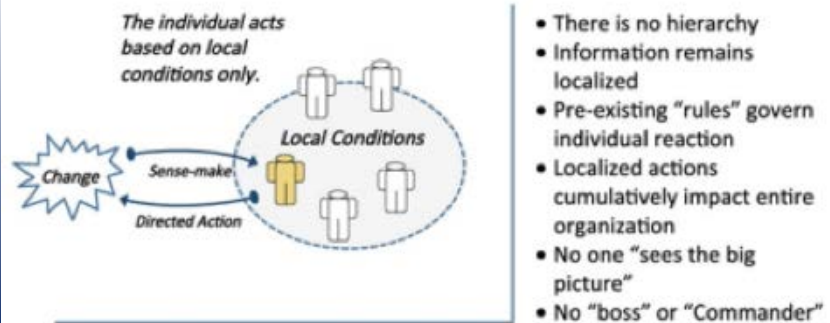 The individual acts
based on local
conditions only.
Local Conditions
Change
Sense-make
Directed Action
• There is no hierarchy
• Information remains
localized
• Pre-existing “rules” govern
individual reaction
• Localized actions
cumulatively impact entire
organization
• No one “sees the big
picture”
• No “boss” or “Commander”